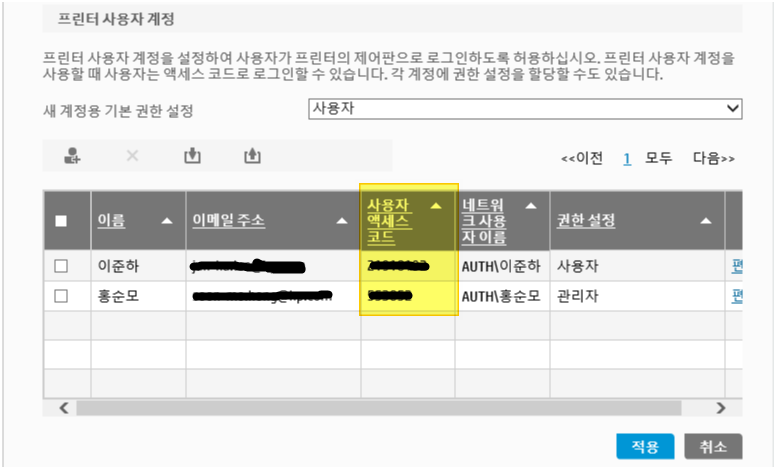 프린터 사용자 계정
프린터 사용자 계정을 설정하여 사용자가 프린터의 제어판으로 로그인하도록 허용하십시오. 프린터 사용자 계정을
사용할 때 사용자는 액세스 코드로 로그인할 수 있습니다. 각 계정에 권한 설정을 할당할 수도 있습니다.
새 계정용 기본 권한 설정 사용자
<<이전 1 모두 다음>>
이름 이메일 주소 사용자 액세스 코드 네트워크 사용자 이름 권한 설정
이준하 AUTH\이준하 사용자
홍순모 AUTH\홍순모 관리자
적용 취소